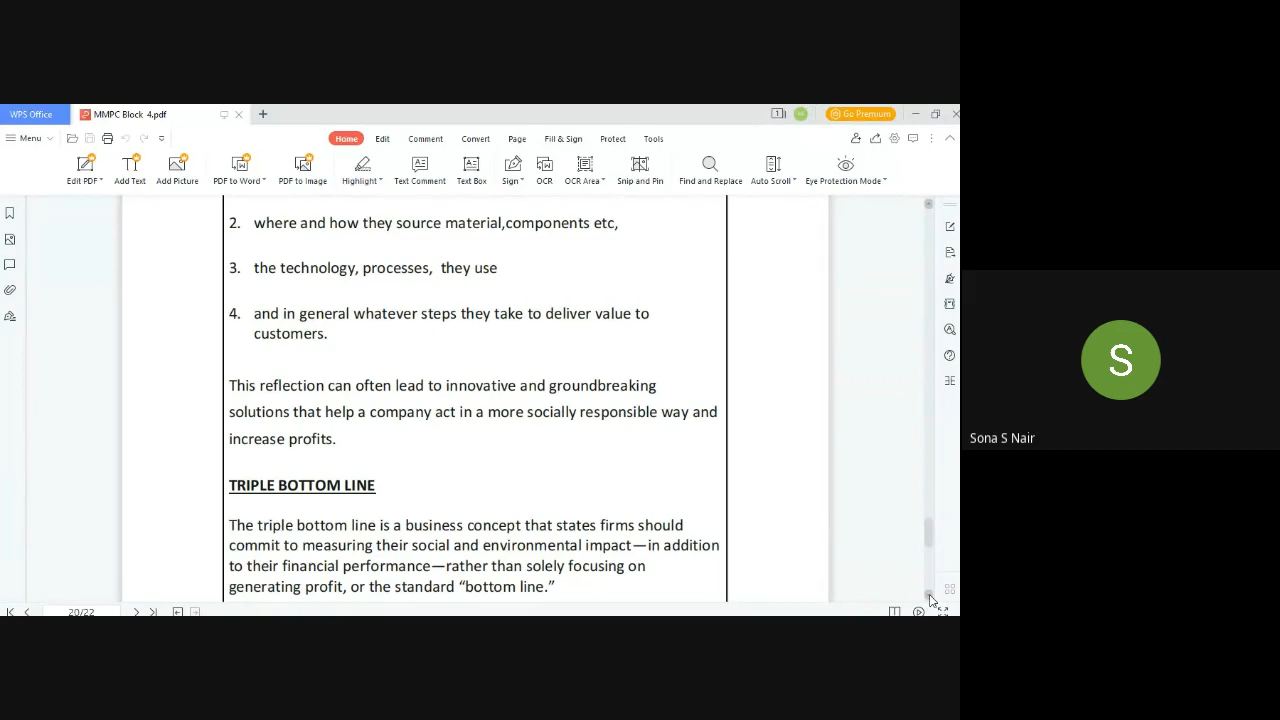 WPS Office
MMPC Block 4.pdf
Go Premium
Menu
Home
Edit
Comment
Convert
Page
Fill & Sign
Protect
Tools
Edit PDF
Add Text
Add Picture
PDF to Word
PDF to Image
Highlight
Text Comment
Text Box
Sign
OCR
OCR Area
Snip and Pin
Find and Replace
Auto Scroll
Eye Protection Mode
2. where and how they source material,components etc,
3. the technology, processes, they use
4. and in general whatever steps they take to deliver value to
customers.
This reflection can often lead to innovative and groundbreaking
solutions that help a company act in a more socially responsible way and
increase profits.
TRIPLE BOTTOM LINE
The triple bottom line is a business concept that states firms should
commit to measuring their social and environmental impact—in addition
to their financial performance—rather than solely focusing on
generating profit, or the standard “bottom line.”
20/22
S
Sona S Nair